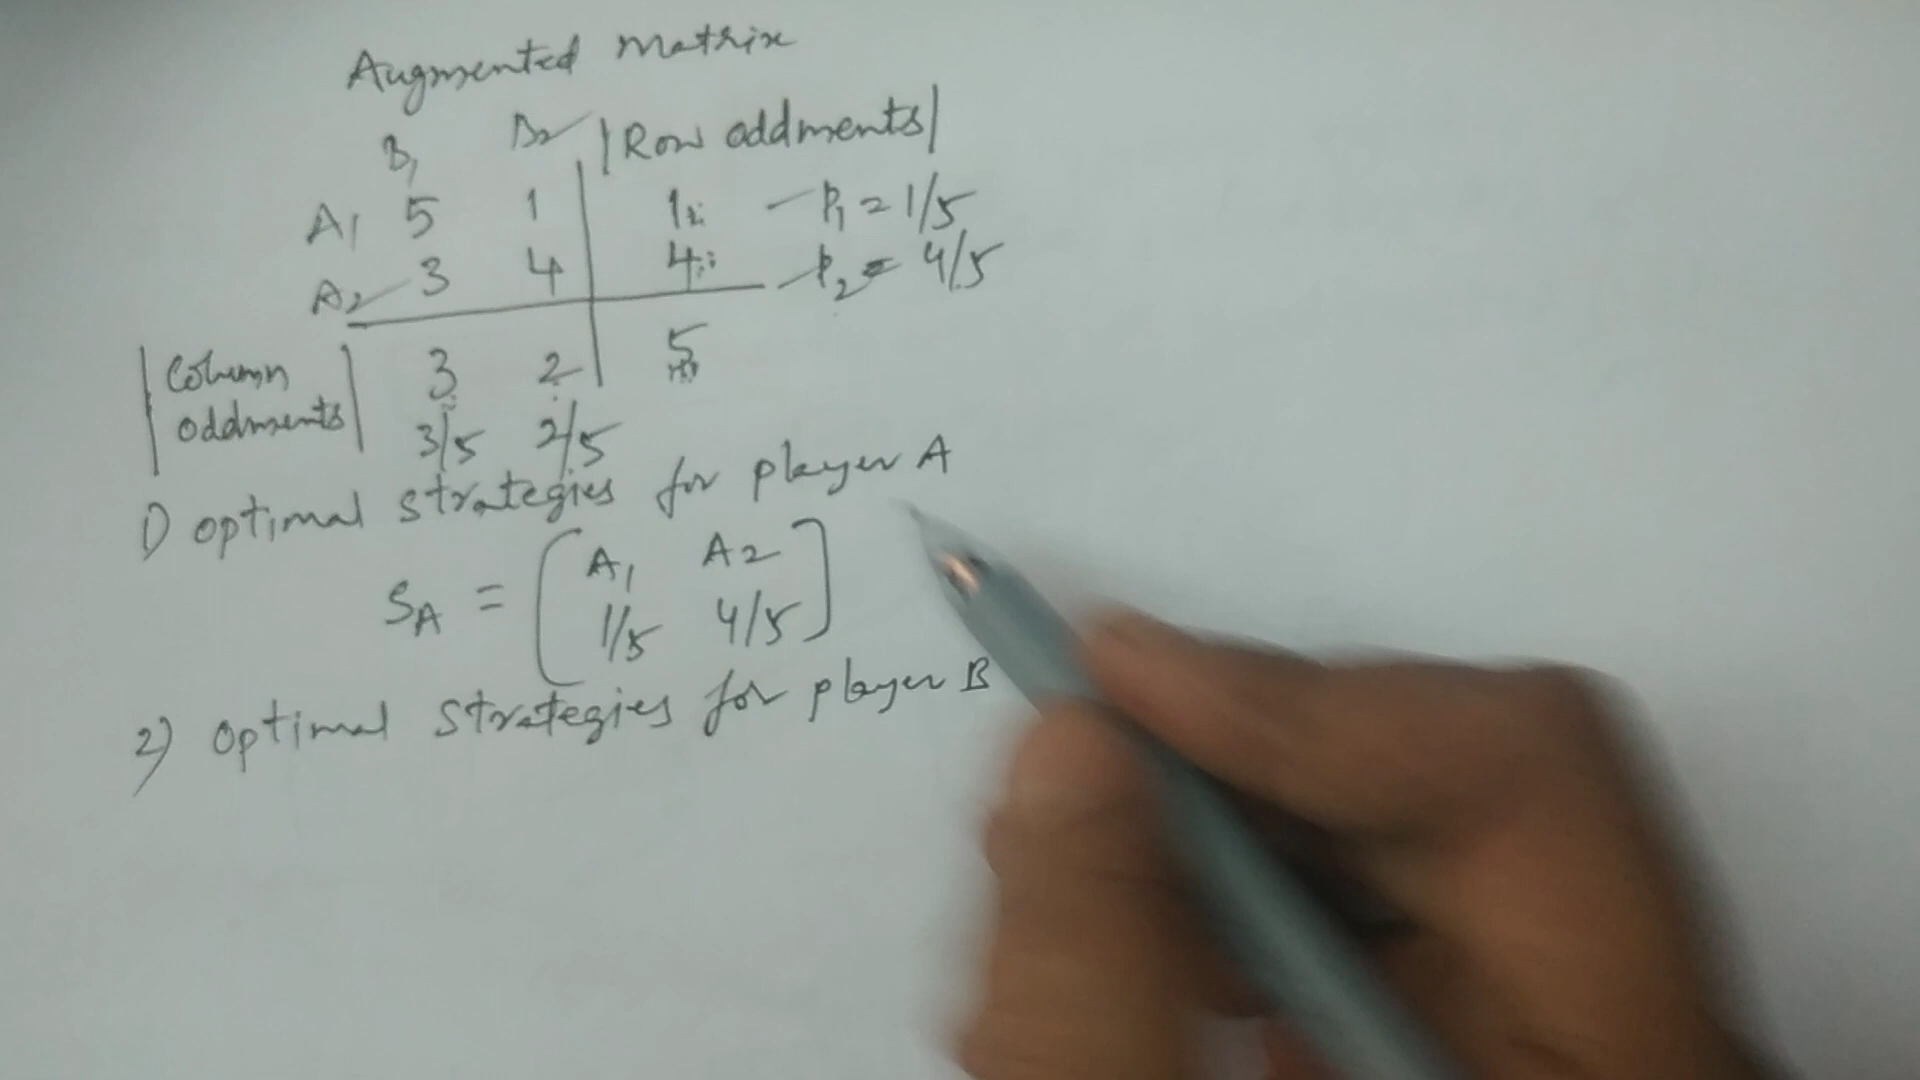 Augmented matrix
B1 B2 |Row oddments|
A1 5 1 1 - P1 = 1/5
A2 3 4 4 - P2 = 4/5
|Column oddments| 3 2 5
3/5 2/5
1) optimal strategies for player A
SA = [A1 A2
1/5 4/5]
2) optimal strategies for player B